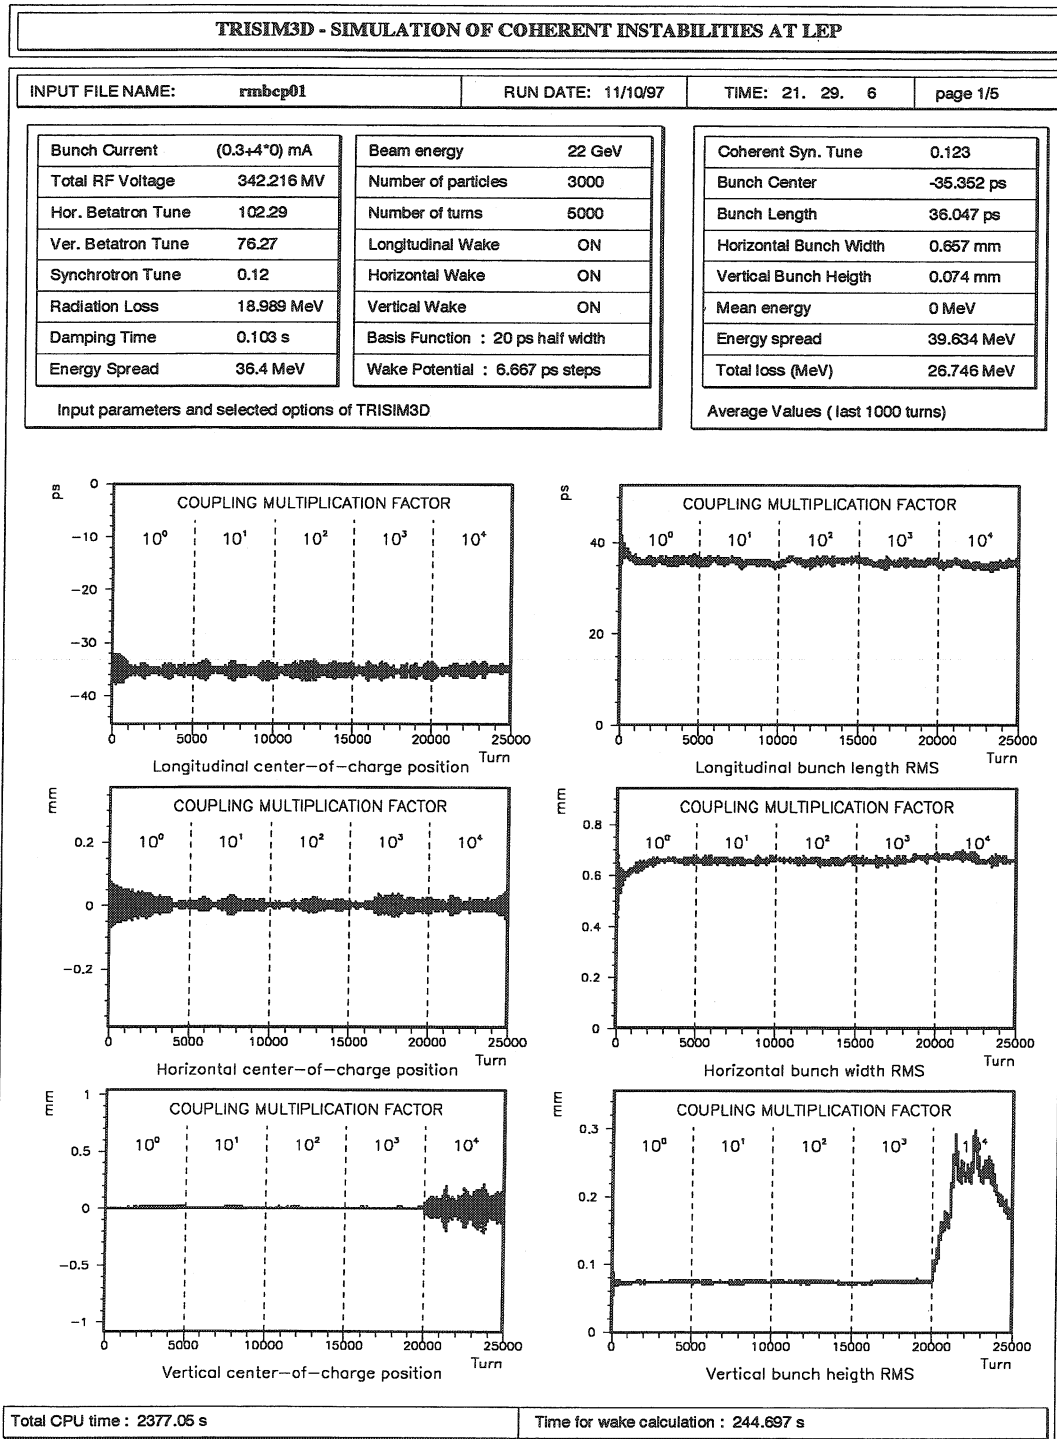 TRISIM3D - SIMULATION OF COHERENT INSTABILITIES AT LEP
INPUT FILE NAME: rmbcp01 RUN DATE: 11/10/97 TIME: 21. 29. 6 page 1/5
Bunch Current (0.3+4*0) mA
Total RF Voltage 342.216 MV
Hor. Betatron Tune 102.29
Ver. Betatron Tune 76.27
Synchrotron Tune 0.12
Radiation Loss 18.989 MeV
Damping Time 0.103 s
Energy Spread 36.4 MeV
Beam energy 22 GeV
Number of particles 3000
Number of turns 5000
Longitudinal Wake ON
Horizontal Wake ON
Vertical Wake ON
Basis Function : 20 ps half width
Wake Potential : 6.667 ps steps
Input parameters and selected options of TRISIM3D
Coherent Syn. Tune 0.123
Bunch Center -35.352 ps
Bunch Length 36.047 ps
Horizontal Bunch Width 0.657 mm
Vertical Bunch Heigth 0.074 mm
Mean energy 0 MeV
Energy spread 39.634 MeV
Total loss (MeV) 26.746 MeV
Average Values ( last 1000 turns)
ps
COUPLING MULTIPLICATION FACTOR
10⁰ 10¹ 10² 10³ 10⁴
0
−10
−20
−30
−40
0 5000 10000 15000 20000 25000
Turn
Longitudinal center−of−charge position
ps
COUPLING MULTIPLICATION FACTOR
10⁰ 10¹ 10² 10³ 10⁴
40
20
0
0 5000 10000 15000 20000 25000
Turn
Longitudinal bunch length RMS
mm
COUPLING MULTIPLICATION FACTOR
10⁰ 10¹ 10² 10³ 10⁴
0.2
0
−0.2
0 5000 10000 15000 20000 25000
Turn
Horizontal center−of−charge position
mm
COUPLING MULTIPLICATION FACTOR
10⁰ 10¹ 10² 10³ 10⁴
0.8
0.6
0.4
0.2
0
0 5000 10000 15000 20000 25000
Turn
Horizontal bunch width RMS
mm
COUPLING MULTIPLICATION FACTOR
10⁰ 10¹ 10² 10³ 10⁴
1
0.5
0
−0.5
−1
0 5000 10000 15000 20000 25000
Turn
Vertical center−of−charge position
mm
COUPLING MULTIPLICATION FACTOR
10⁰ 10¹ 10² 10³
0.3
0.2
0.1
0
0 5000 10000 15000 20000 25000
Turn
Vertical bunch heigth RMS
Total CPU time : 2377.05 s
Time for wake calculation : 244.697 s